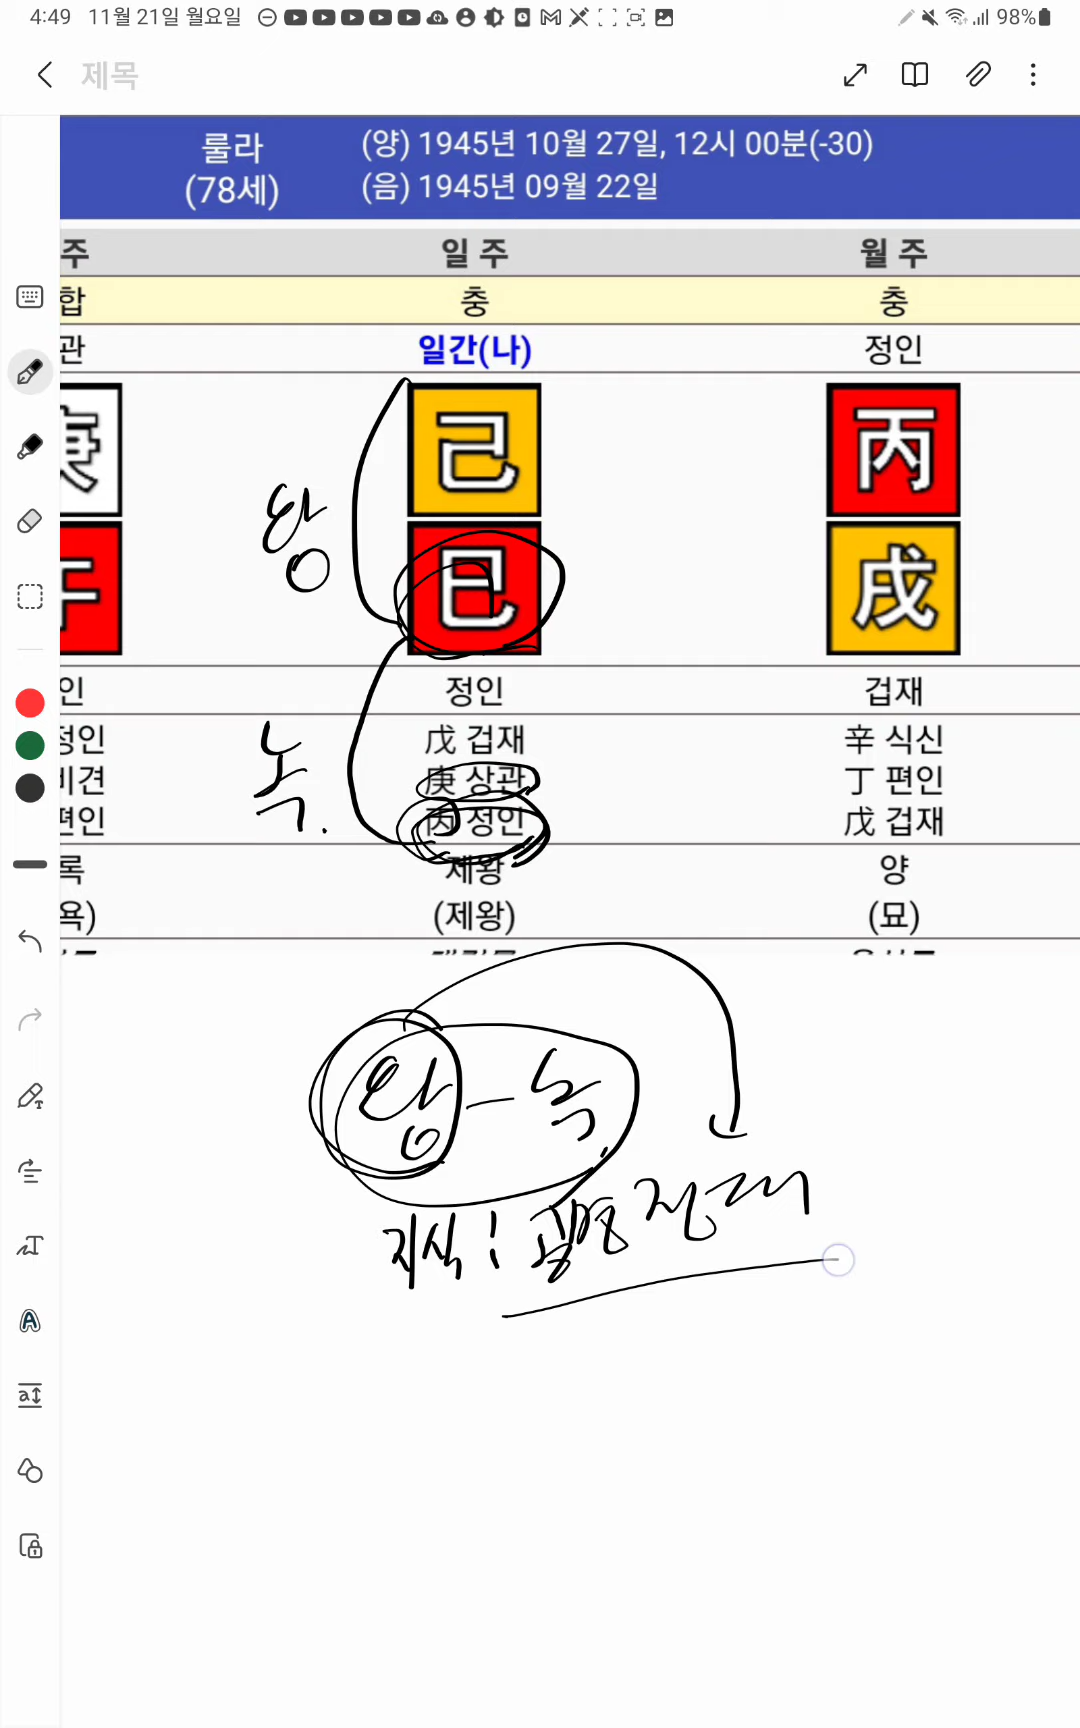 4:49 11월 21일 월요일 98%
제목
룰라 (양) 1945년 10월 27일, 12시 00분(-30)
(78세) (음) 1945년 09월 22일
주 일 주 월 주
합 충 충
관 일간(나) 정인
庚 己 丙
왕
午 巳 戌
인 정인 겁재
정인 戊 겁재 辛 식신
비견 庚 상관 丁 편인
편인 丙 정인 戊 겁재
녹.
록 제왕 양
욕) (제왕) (묘)
왕 - 녹
지식!